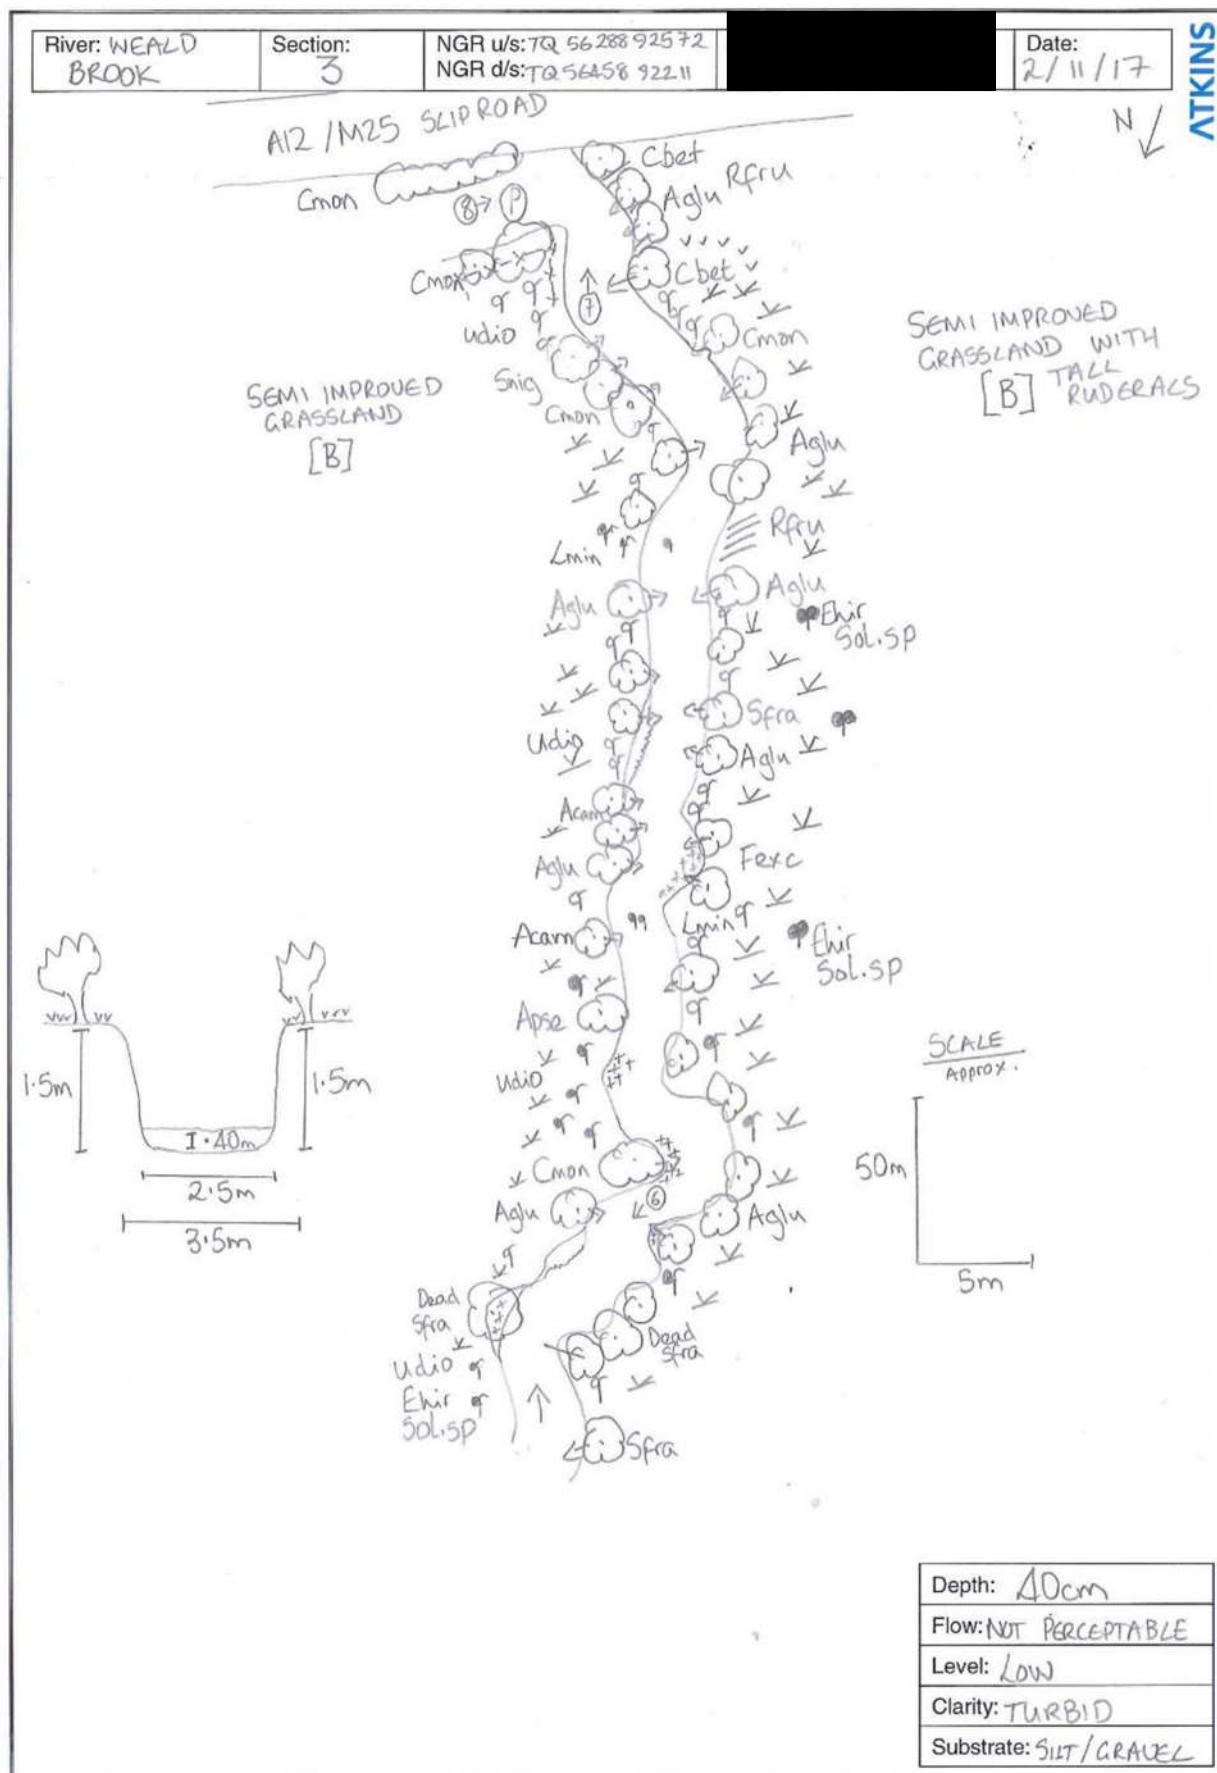 River: WEALD
BROOK
Section:
3
NGR u/s: TQ 56288 92572
NGR d/s: TQ 56458 92211
Date:
2/11/17
ATKINS
N
A12/M25 SLIP ROAD
Cmon
8
P
Cbet
Aglu Rfru
Cbet
Cmon
7
Udio
Cmon
SEMI IMPROVED
GRASSLAND
[B]
Snig
Cmon
SEMI IMPROVED
GRASSLAND WITH
TALL
[B] RUDERALS
Aglu
Rfru
Lmin
Aglu
Aglu
Ehir
Sol.sp
Sfra
Udio
Aglu
Acam
Aglu
Fexc
Lmin
Acam
Ehir
Sol.sp
Apse
Udio
Cmon
6
Aglu
Aglu
Dead
Sfra
Dead
Sfra
Udio
Ehir
Sol.sp
Sfra
1.5m
1.5m
I.40m
2.5m
3.5m
SCALE
Approx.
50m
5m
Depth: 40cm
Flow: NOT PERCEPTABLE
Level: LOW
Clarity: TURBID
Substrate: SILT/GRAVEL